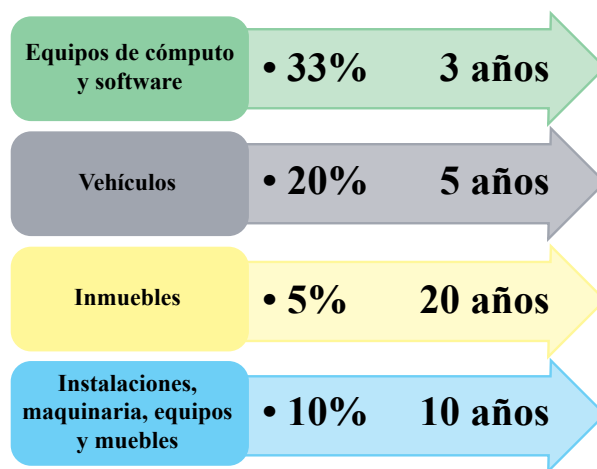 Equipos de cómputo
y software
• 33% 3 años
Vehículos
• 20% 5 años
Inmuebles
• 5% 20 años
Instalaciones,
maquinaria, equipos
y muebles
• 10% 10 años